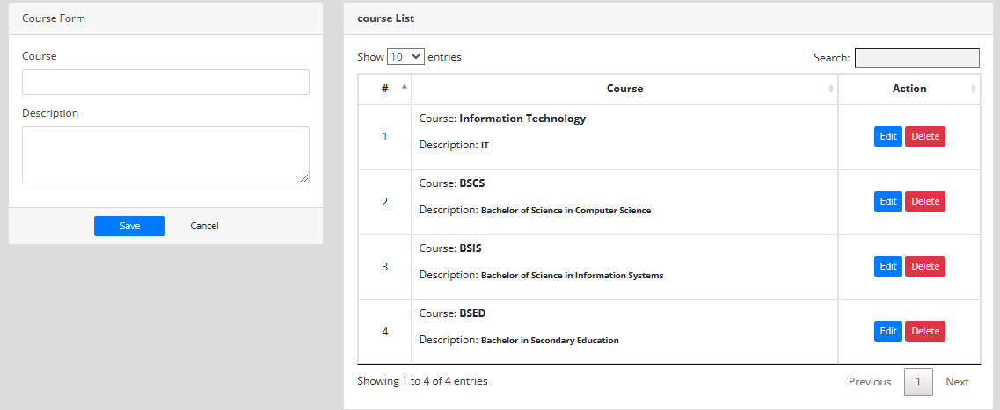 Course Form
Course
Description
Save Cancel
course List
Show 10 entries Search:
# Course Action
1 Course: Information Technology
Description: IT
Edit Delete
2 Course: BSCS
Description: Bachelor of Science in Computer Science
Edit Delete
3 Course: BSIS
Description: Bachelor of Science in Information Systems
Edit Delete
4 Course: BSED
Description: Bachelor in Secondary Education
Edit Delete
Showing 1 to 4 of 4 entries Previous 1 Next